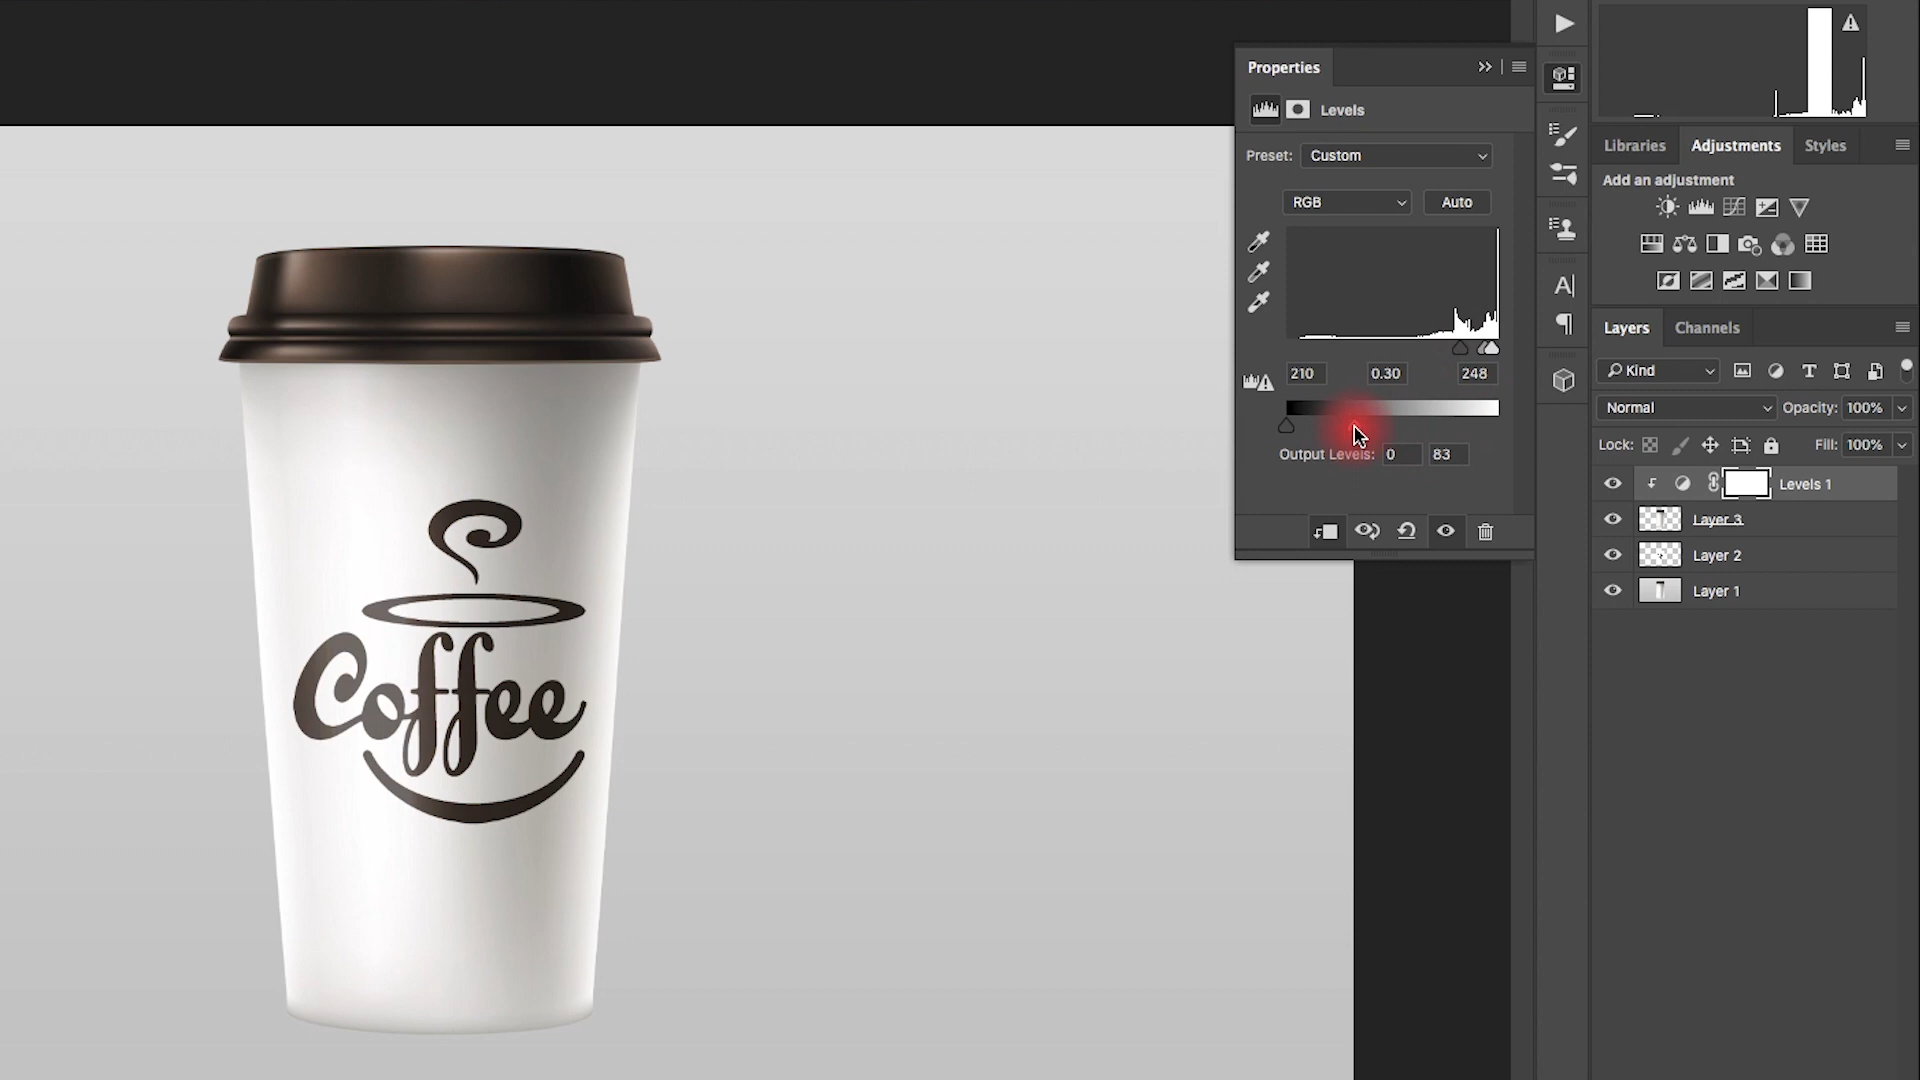 Properties
Levels
Preset: Custom
RGB Auto
210 0.30 248
Output Levels: 0 83
Libraries Adjustments Styles
Add an adjustment
Layers Channels
Kind
Normal Opacity: 100%
Lock: Fill: 100%
Levels 1
Layer 3
Layer 2
Layer 1
Coffee